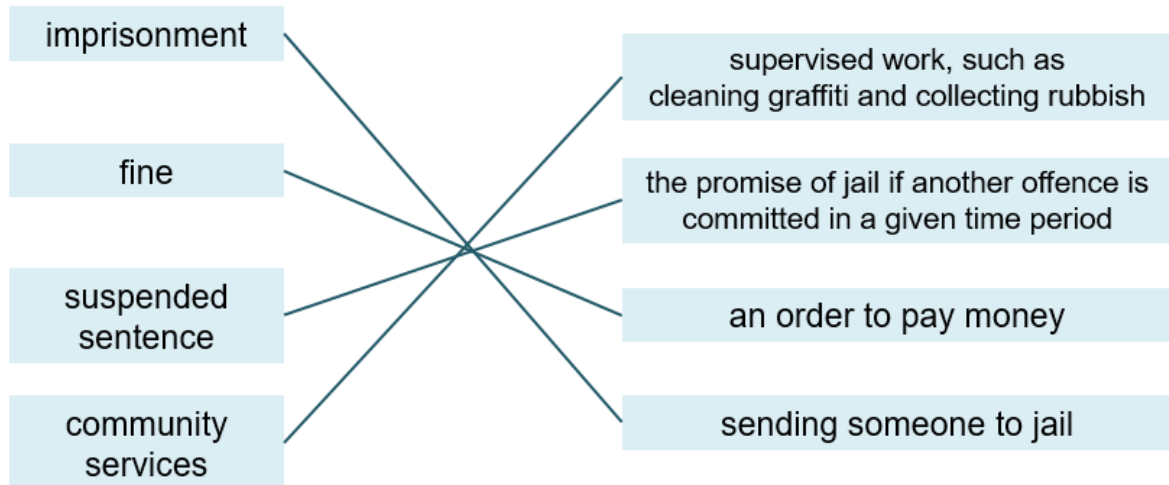 imprisonment
fine
suspended
sentence
community
services
supervised work, such as
cleaning graffiti and collecting rubbish
the promise of jail if another offence is
committed in a given time period
an order to pay money
sending someone to jail